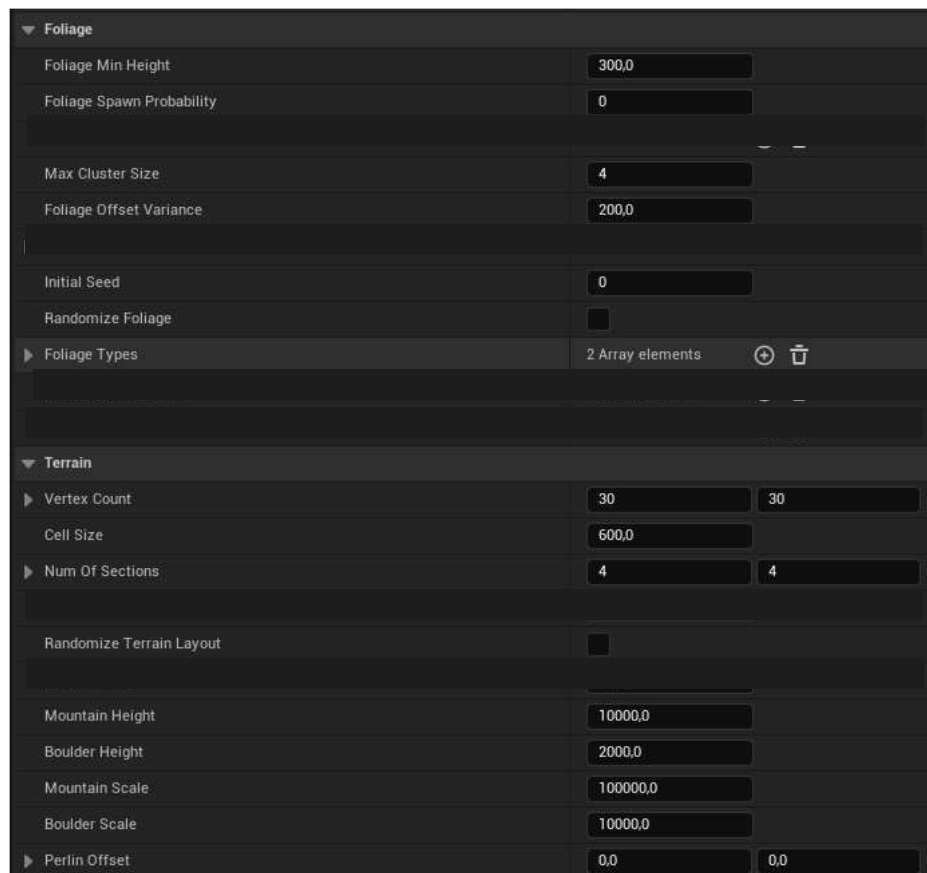 Foliage
Foliage Min Height 300,0
Foliage Spawn Probability 0
Max Cluster Size 4
Foliage Offset Variance 200,0
Initial Seed 0
Randomize Foliage
Foliage Types 2 Array elements
Terrain
Vertex Count 30 30
Cell Size 600,0
Num Of Sections 4 4
Randomize Terrain Layout
Mountain Height 10000,0
Boulder Height 2000,0
Mountain Scale 100000,0
Boulder Scale 10000,0
Perlin Offset 0,0 0,0